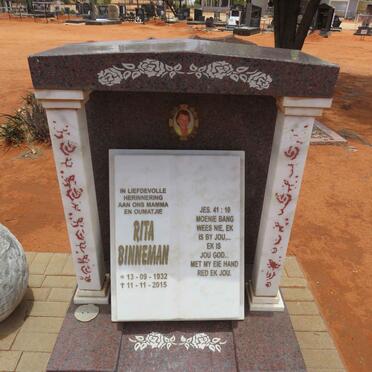 IN LIEFDEVOLLE
HERINNERING
AAN ONS MAMMA
EN OUMATJIE
RITA
BINNEMAN
* 13 - 09 - 1932
✝ 11 - 11 - 2015
JES. 41 : 10
MOENIE BANG
WEES NIE, EK
IS BY JOU...
EK IS
JOU GOD...
MET MY EIE HAND
RED EK JOU.